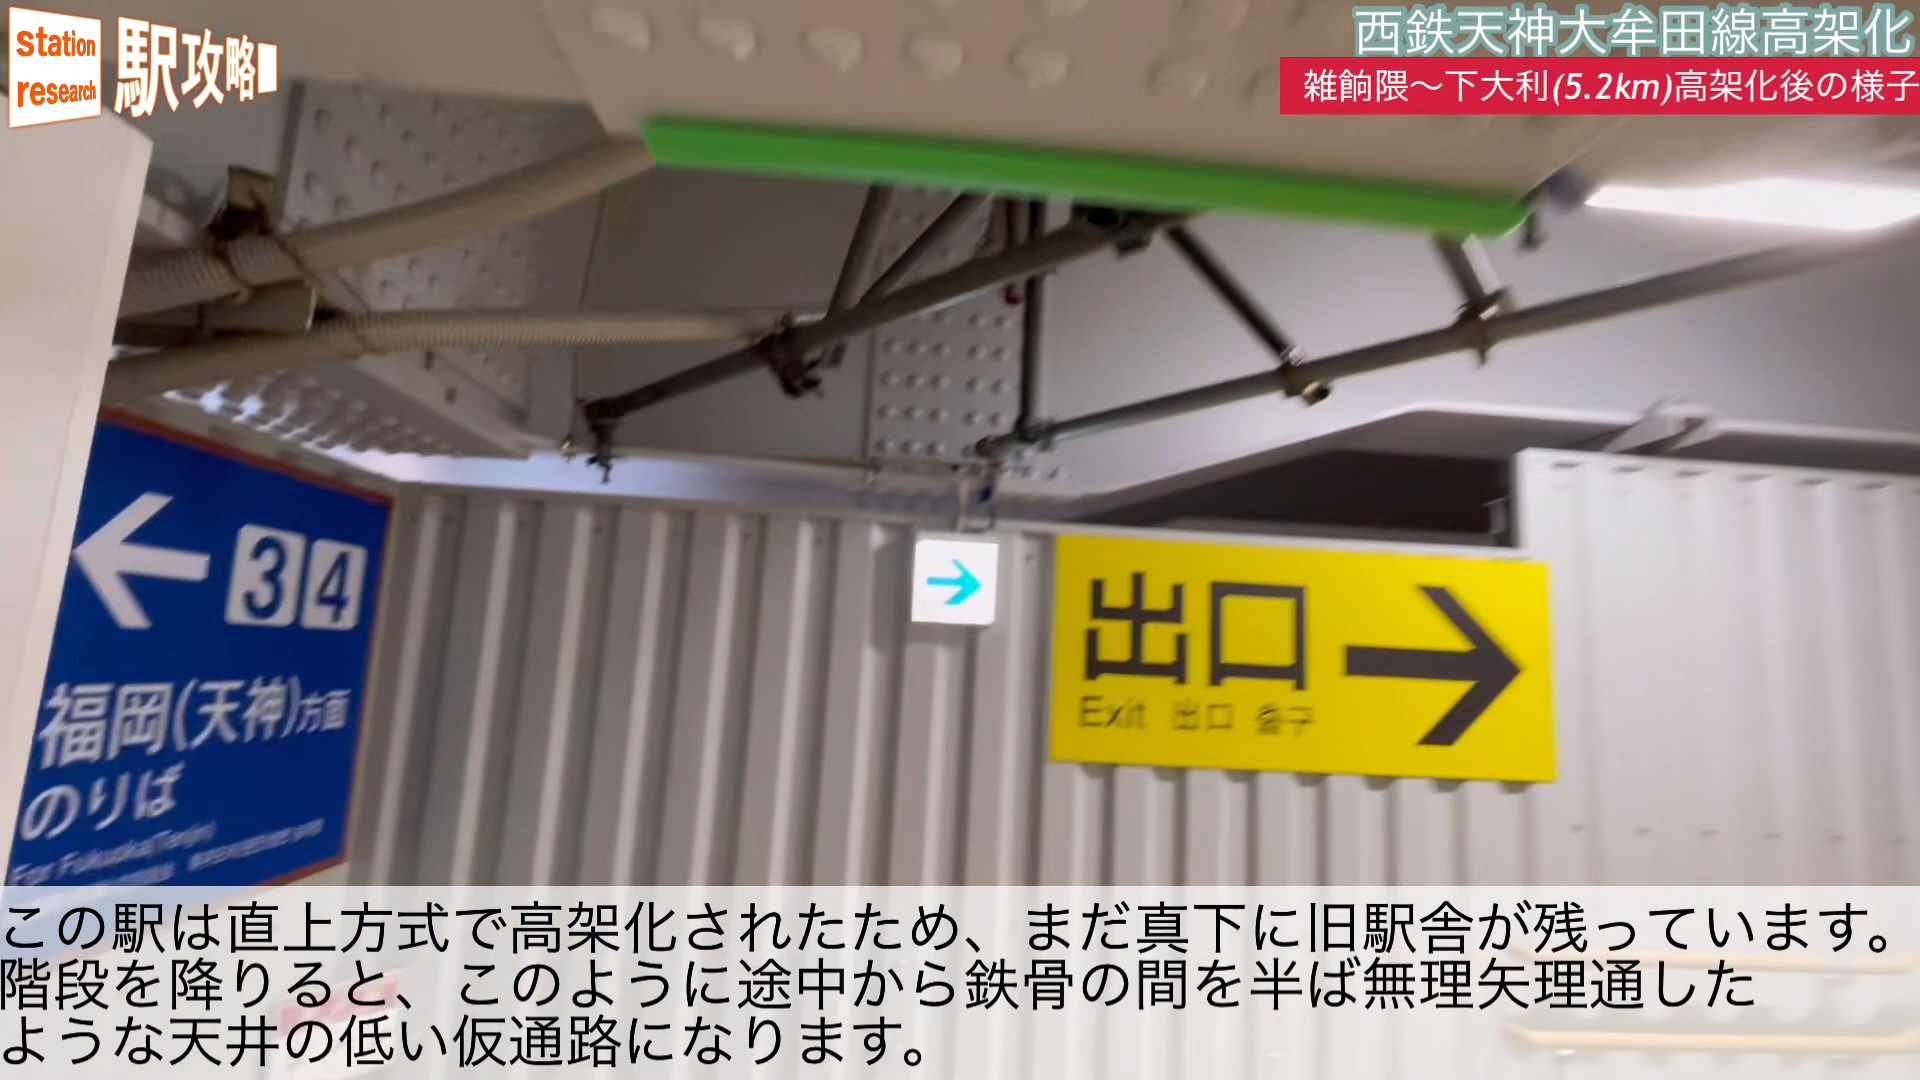 station
research
駅攻略
西鉄天神大牟田線高架化
雑餉隈～下大利(5.2km)高架化後の様子
34
福岡(天神)方面
のりば
For Fukuoka(Tenjin)
出口
Exit 出口
この駅は直上方式で高架化されたため、まだ真下に旧駅舎が残っています。
階段を降りると、このように途中から鉄骨の間を半ば無理矢理通した
ような天井の低い仮通路になります。